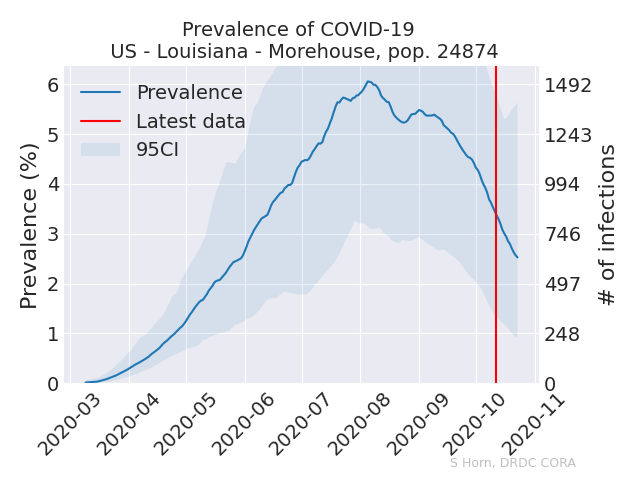 Prevalence of COVID-19
US - Louisiana - Morehouse, pop. 24874
Prevalence
Latest data
95CI
Prevalence (%)
6
5
4
3
2
1
0
1492
1243
994
746
497
248
0
# of infections
2020-03
2020-04
2020-05
2020-06
2020-07
2020-08
2020-09
2020-10
2020-11
S Horn, DRDC CORA